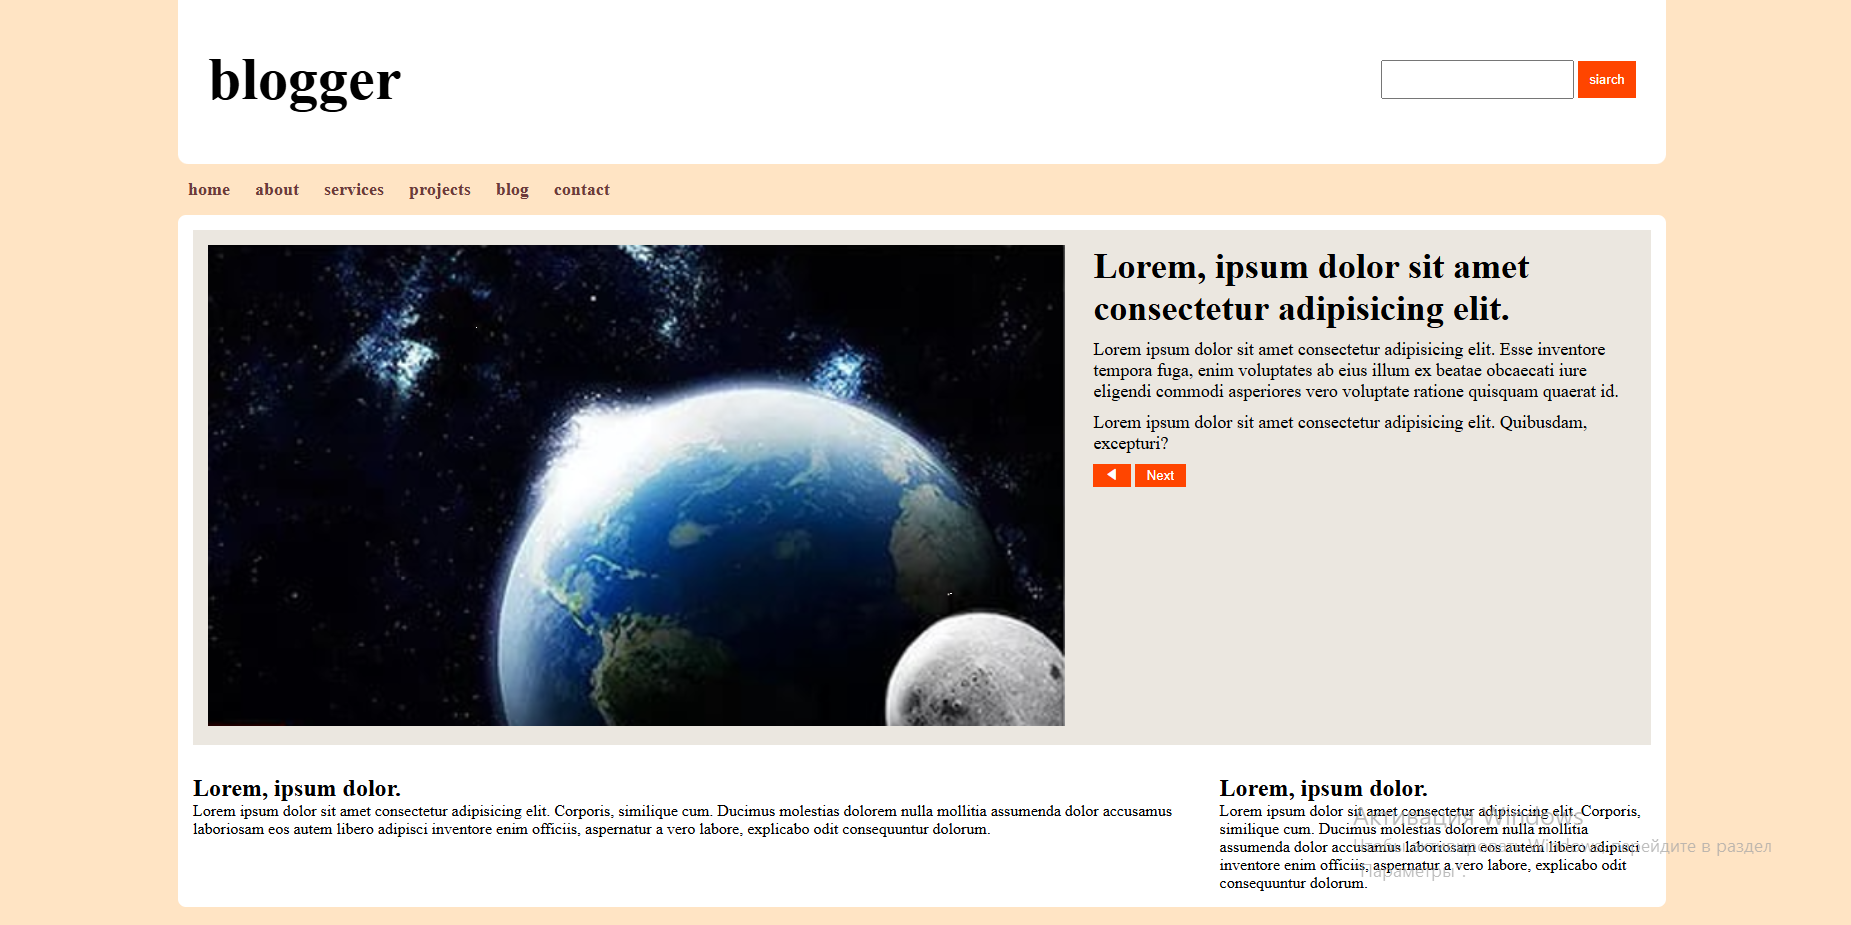 blogger
siarch
home about services projects blog contact
Lorem, ipsum dolor sit amet
consectetur adipisicing elit.
Lorem ipsum dolor sit amet consectetur adipisicing elit. Esse inventore
tempora fuga, enim voluptates ab eius illum ex beatae obcaecati iure
eligendi commodi asperiores vero voluptate ratione quisquam quaerat id.
Lorem ipsum dolor sit amet consectetur adipisicing elit. Quibusdam,
excepturi?
Next
Lorem, ipsum dolor.
Lorem ipsum dolor sit amet consectetur adipisicing elit. Corporis, similique cum. Ducimus molestias dolorem nulla mollitia assumenda dolor accusamus
laboriosam eos autem libero adipisci inventore enim officiis, aspernatur a vero labore, explicabo odit consequuntur dolorum.
Lorem, ipsum dolor.
Lorem ipsum dolor sit amet consectetur adipisicing elit. Corporis,
similique cum. Ducimus molestias dolorem nulla mollitia
assumenda dolor accusamus laboriosam eos autem libero adipisci
inventore enim officiis, aspernatur a vero labore, explicabo odit
consequuntur dolorum.
Активация Windows
Чтобы активировать Windows, перейдите в раздел
"Параметры".